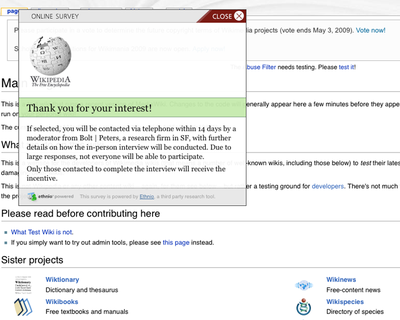 page
ONLINE SURVEY
CLOSE
dia projects (vote ends May 3, 2009). Vote now!
WIKIPEDIA
The Free Encyclopedia
buse Filter needs testing. Please test it!
Ma
Thank you for your interest!
This i
nerally appear here a few minutes before they appe
run on
If selected, you will be contacted via telephone within 14 days by a
moderator from Bolt | Peters, a research firm in SF, with further
details on how the in-person interview will be conducted. Due to
large responses, not everyone will be able to participate.
The cu
Wha
This i
-known wikis, including those below) to test their lates
damag
Only those contacted to complete the interview will receive the
incentive.
This
r a testing ground for developers. There's not much
the pr
ethnio powered
This survey is powered by Ethnio, a third party research tool
Please read before contributing here
What Test Wiki is not.
If you simply want to try out admin tools, please see this page instead.
Sister projects
Wiktionary
Dictionary and thesaurus
Wikinews
Free-content news
Wikibooks
Free textbooks and manuals
Wikispecies
Directory of species